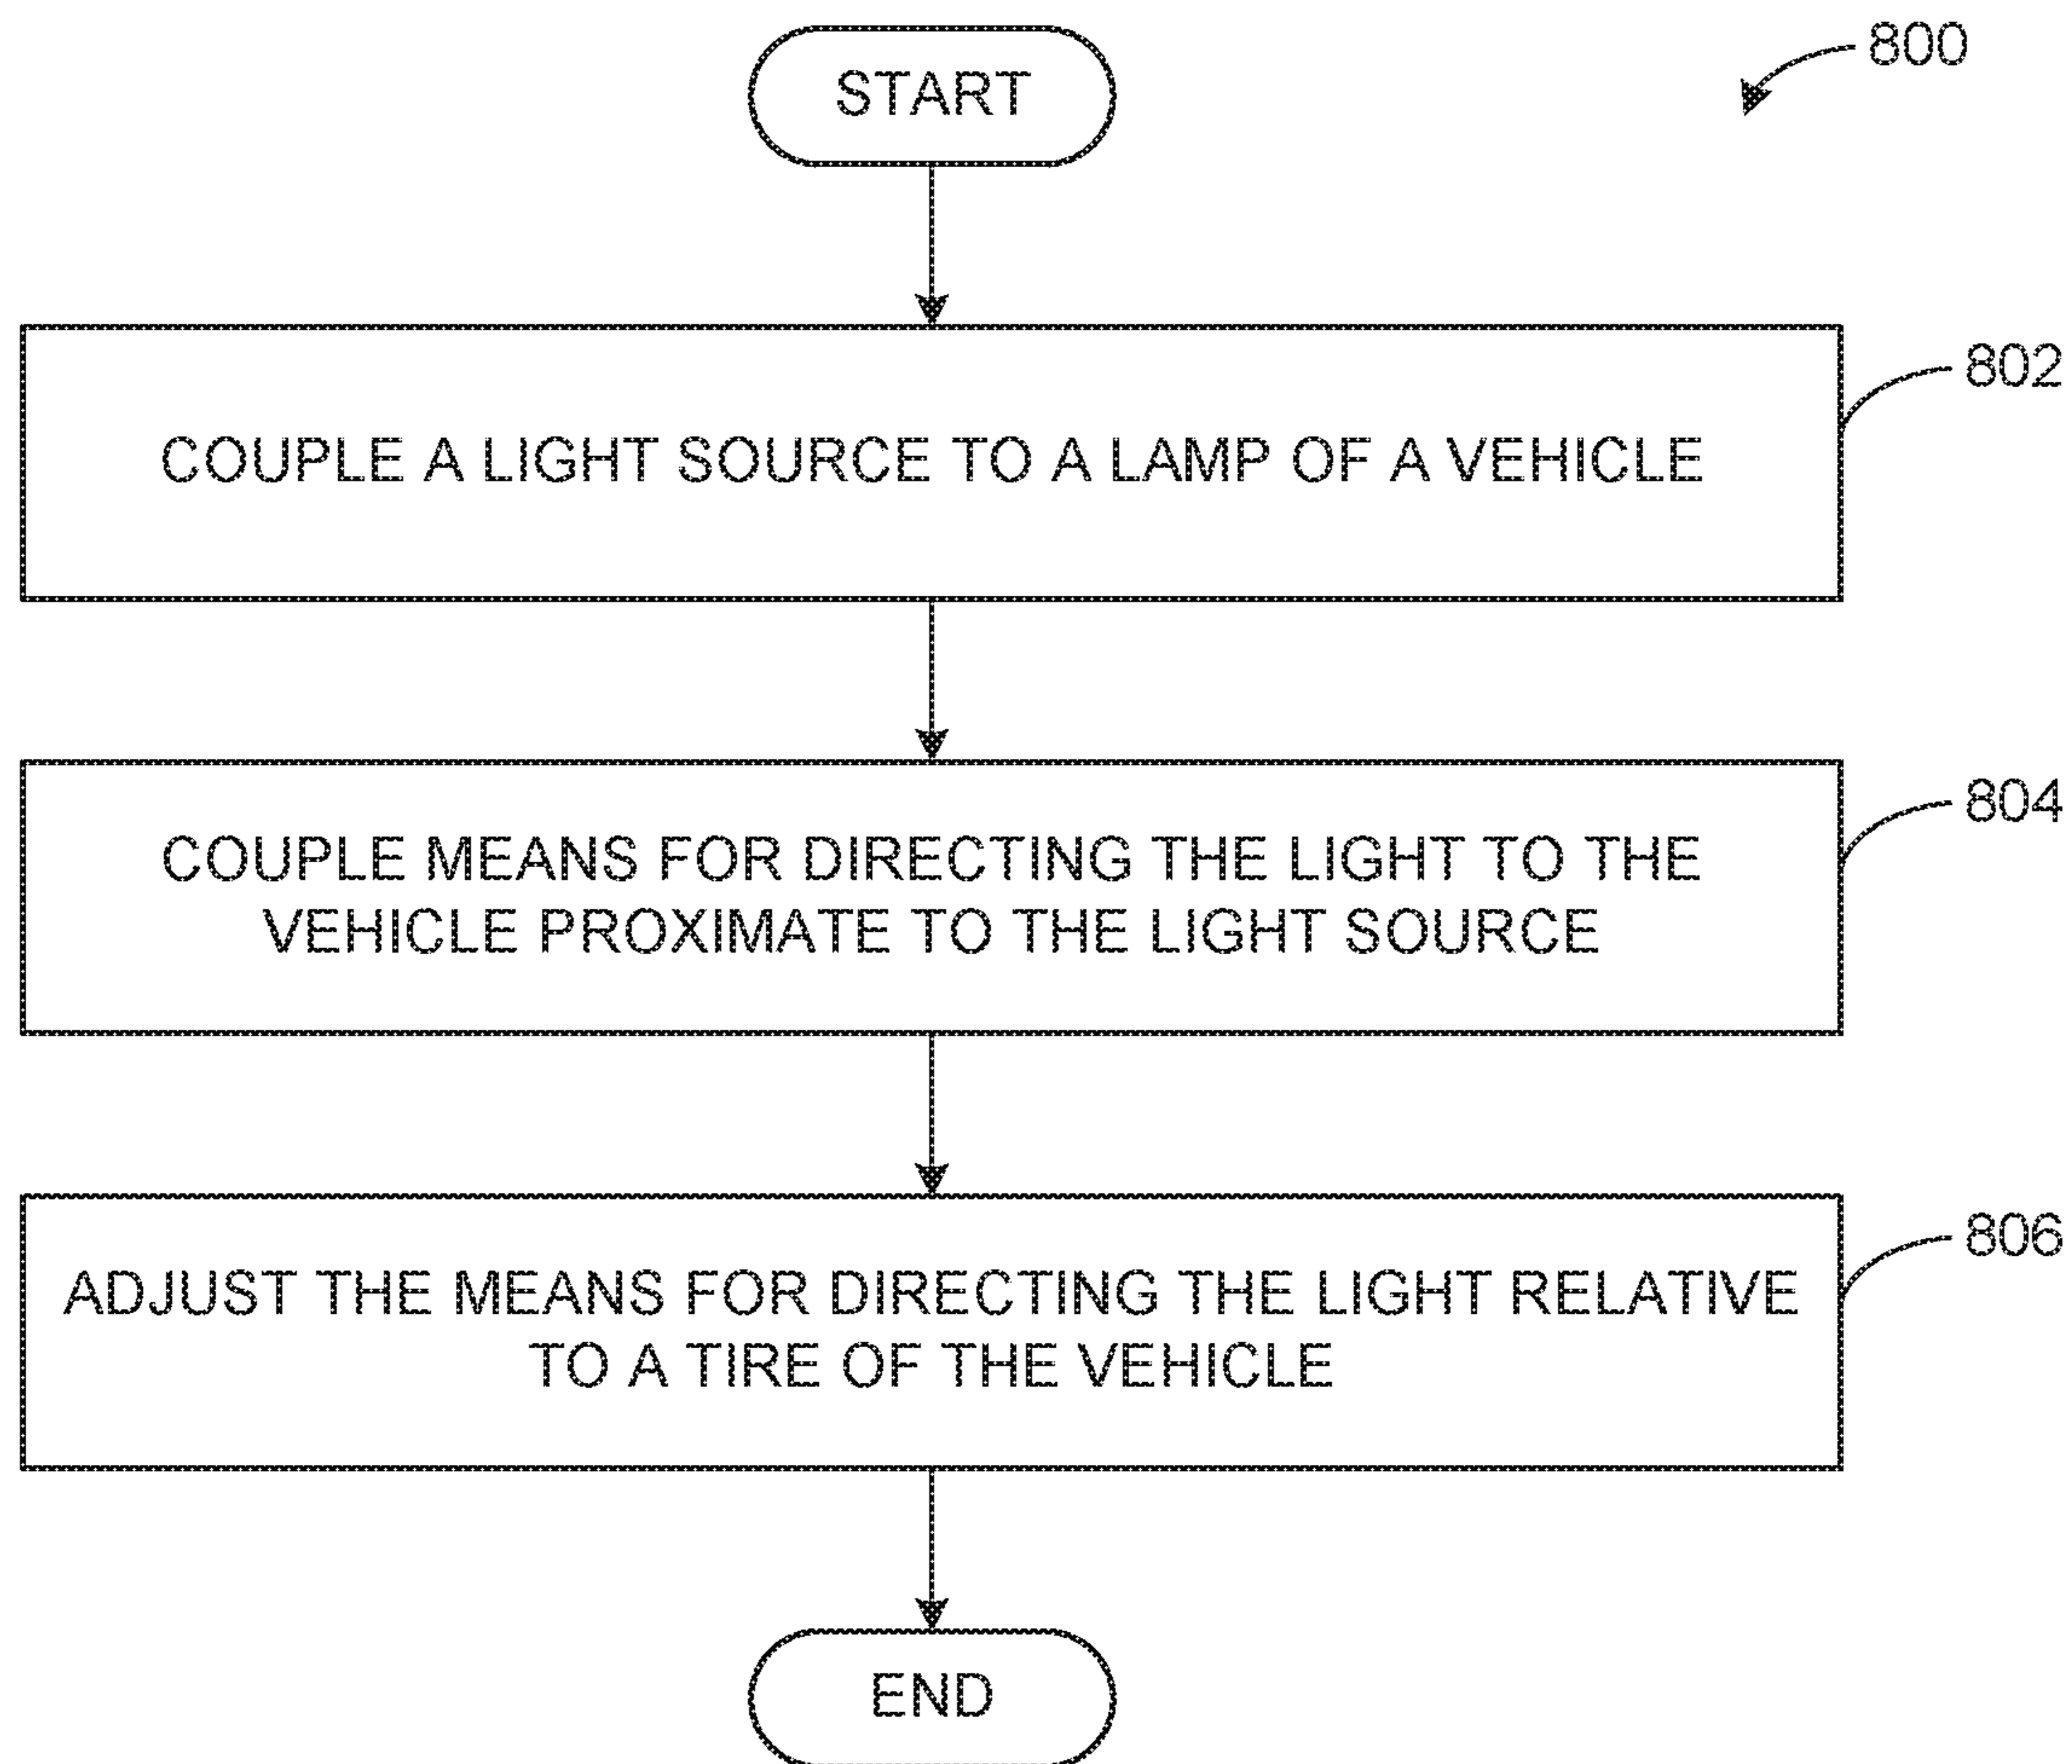 START
800
802
COUPLE A LIGHT SOURCE TO A LAMP OF A VEHICLE
804
COUPLE MEANS FOR DIRECTING THE LIGHT TO THE
VEHICLE PROXIMATE TO THE LIGHT SOURCE
806
ADJUST THE MEANS FOR DIRECTING THE LIGHT RELATIVE
TO A TIRE OF THE VEHICLE
END